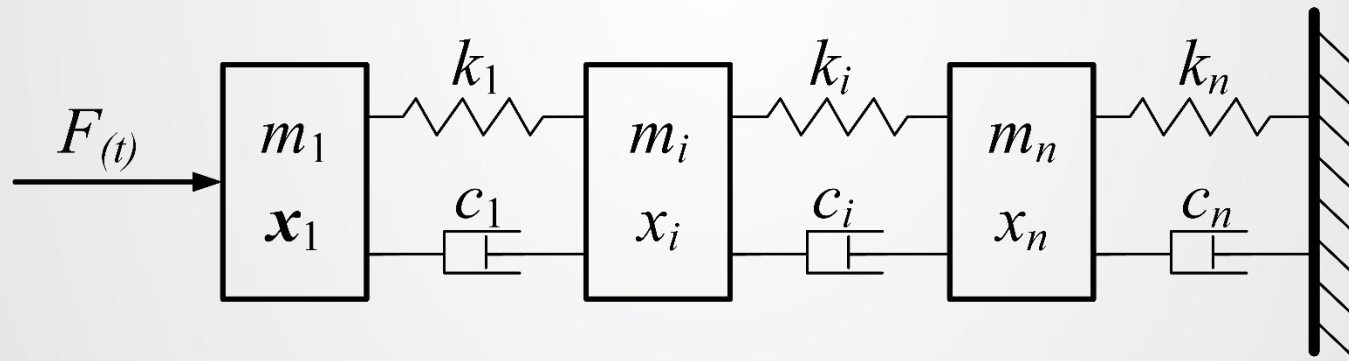 k₁ kᵢ kₙ
F₍ₜ₎ m₁ mᵢ mₙ
x₁ xᵢ xₙ
c₁ cᵢ cₙ